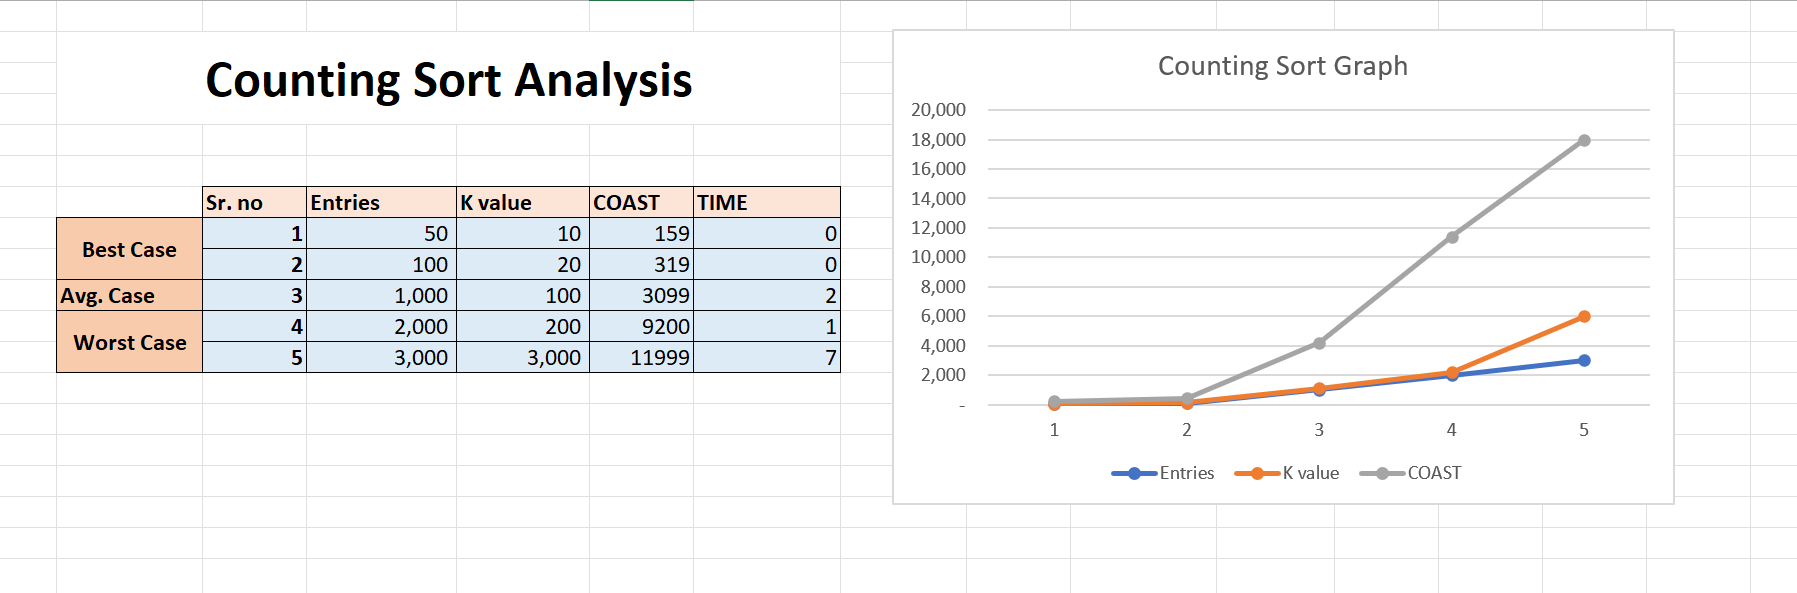 Counting Sort Analysis
Sr. no Entries K value COAST TIME
Best Case
1 50 10 159 0
2 100 20 319 0
Avg. Case 3 1,000 100 3099 2
Worst Case
4 2,000 200 9200 1
5 3,000 3,000 11999 7
Counting Sort Graph
20,000
18,000
16,000
14,000
12,000
10,000
8,000
6,000
4,000
2,000
-
1 2 3 4 5
Entries K value COAST